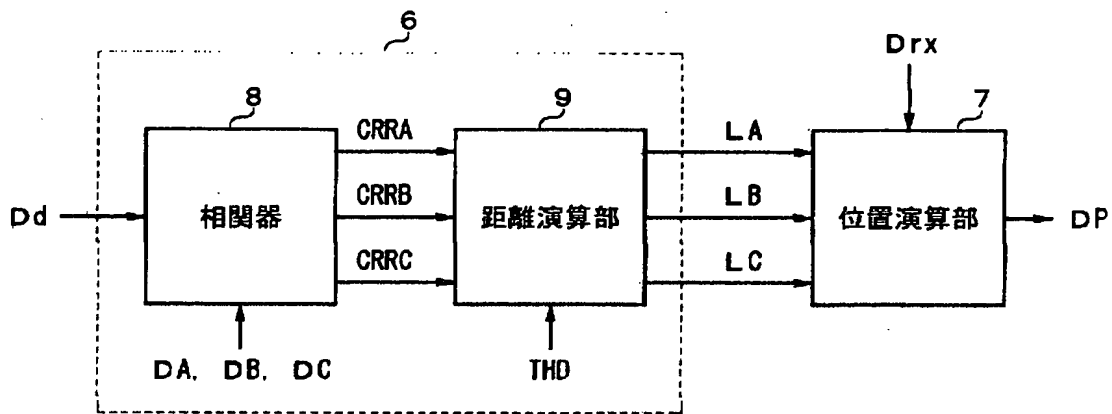 6
Drx
8
9
7
CRRA
LA
Dd
相関器
CRRB
距離演算部
LB
位置演算部
DP
CRRC
LC
DA, DB, DC
THD